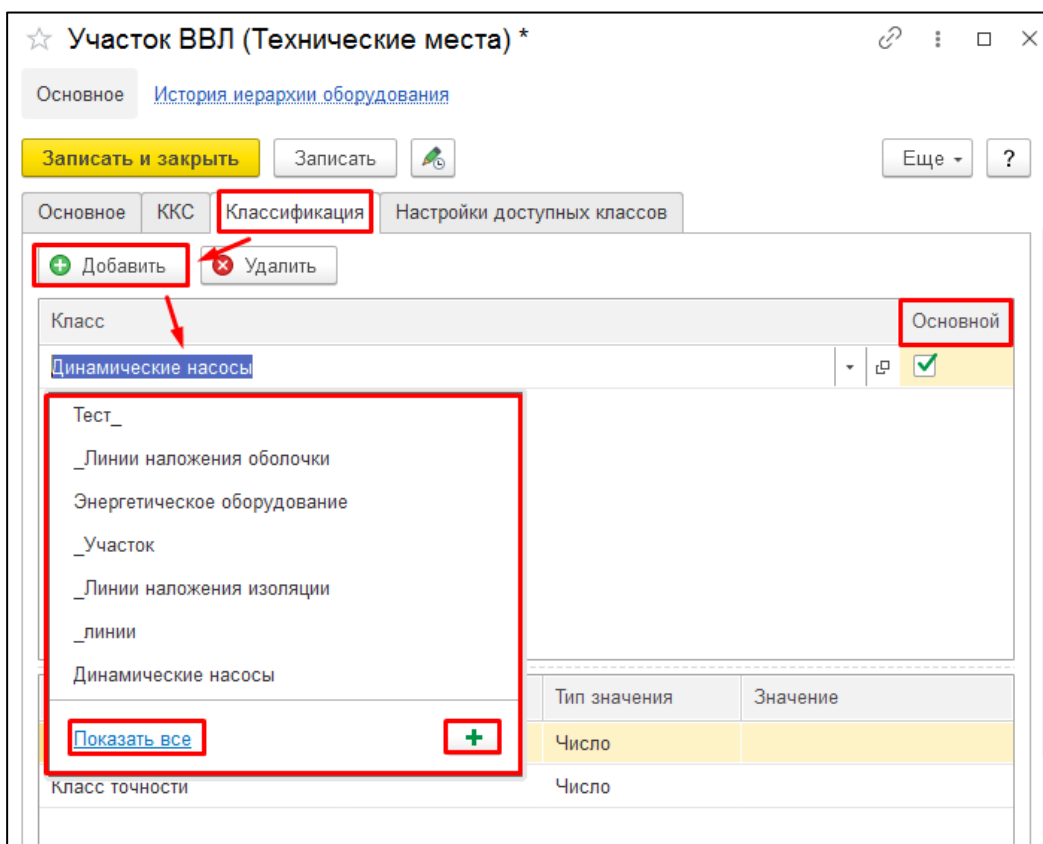 Участок ВВЛ (Технические места) *
Основное История иерархии оборудования
Записать и закрыть Записать Еще ?
Основное ККС Классификация Настройки доступных классов
Добавить Удалить
Класс Основной
Динамические насосы
Тест_
_Линии наложения оболочки
Энергетическое оборудование
_Участок
_Линии наложения изоляции
_линии
Динамические насосы
Тип значения Значение
Показать все
Число
Класс точности Число